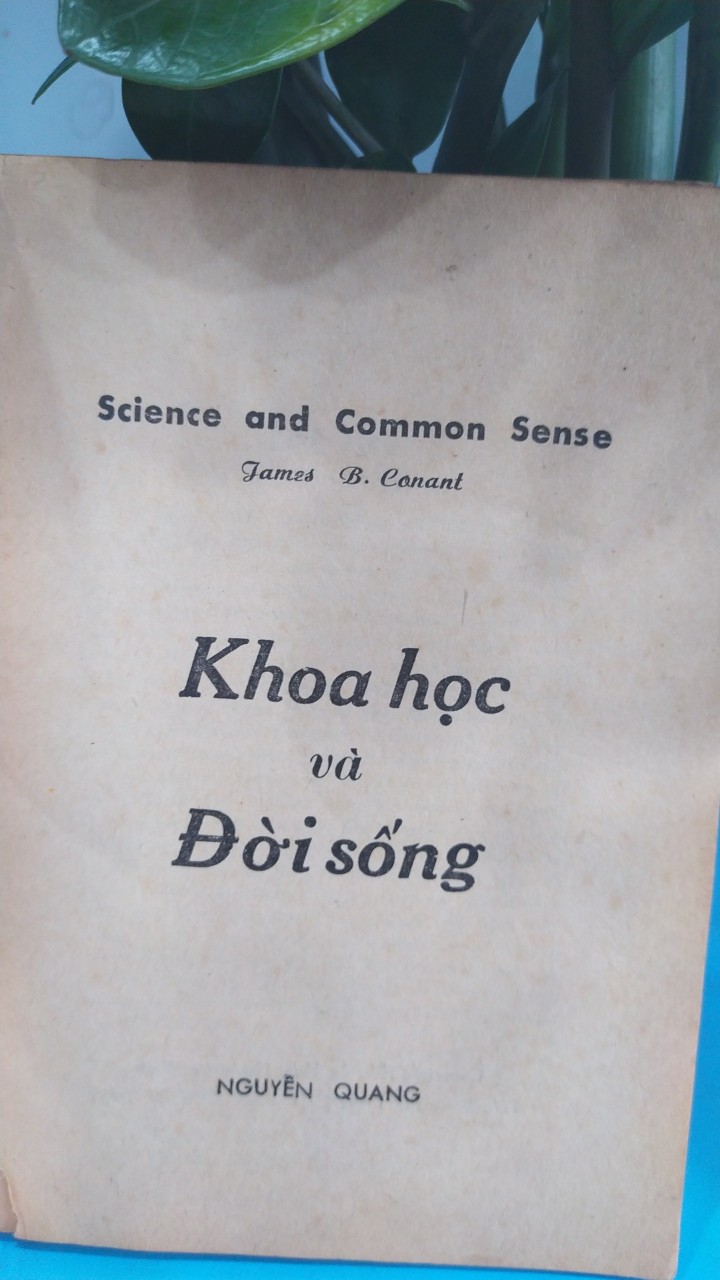 Science and Common Sense
James B. Conant
Khoa học
và
Đời sống
NGUYỄN QUANG